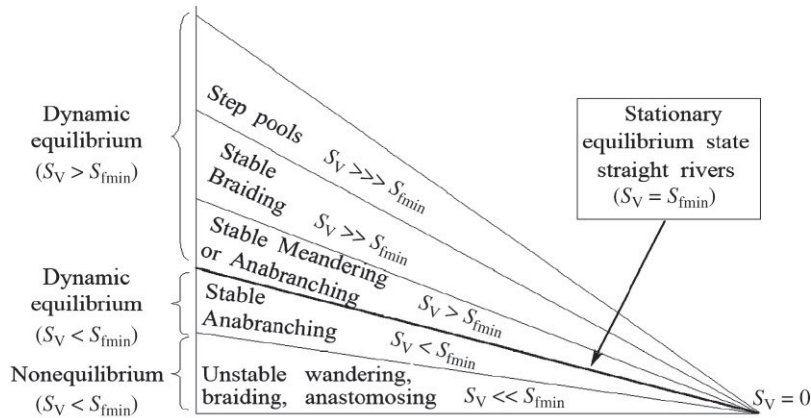 Dynamic
equilibrium
(S_V > S_fmin)
Dynamic
equilibrium
(S_V < S_fmin)
Nonequilibrium
(S_V < S_fmin)
Step pools S_V >>> S_fmin
Stable
Braiding S_V >> S_fmin
Stable Meandering
or Anabranching S_V > S_fmin
Stable
Anabranching S_V < S_fmin
Unstable wandering,
braiding, anastomosing S_V << S_fmin
Stationary
equilibrium state
straight rivers
(S_V = S_fmin)
S_V = 0